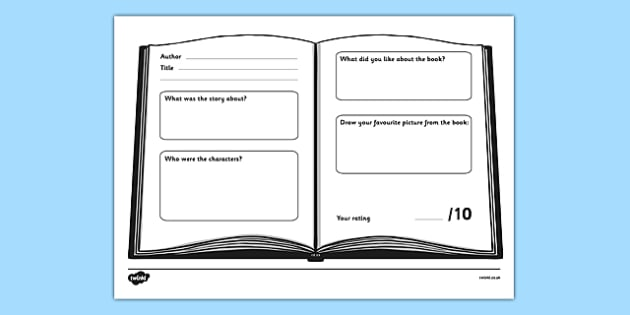 Author
Title
What was the story about?
Who were the characters?
What did you like about the book?
Draw your favourite picture from the book:
Your rating ______ /10
twinkl
twinkl.co.uk